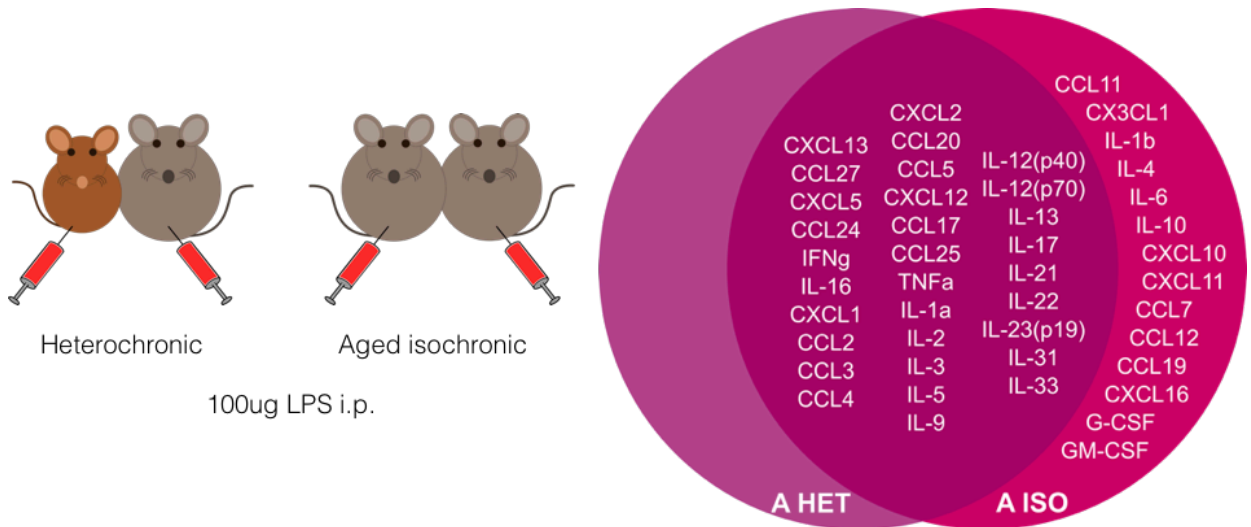 Heterochronic
Aged isochronic
100ug LPS i.p.
CXCL13
CCL27
CXCL5
CCL24
IFNg
IL-16
CXCL1
CCL2
CCL3
CCL4
CXCL2
CCL20
CCL5
CXCL12
CCL17
CCL25
TNFa
IL-1a
IL-2
IL-3
IL-5
IL-9
IL-12(p40)
IL-12(p70)
IL-13
IL-17
IL-21
IL-22
IL-23(p19)
IL-31
IL-33
CCL11
CX3CL1
IL-1b
IL-4
IL-6
IL-10
CXCL10
CXCL11
CCL7
CCL12
CCL19
CXCL16
G-CSF
GM-CSF
A HET
A ISO